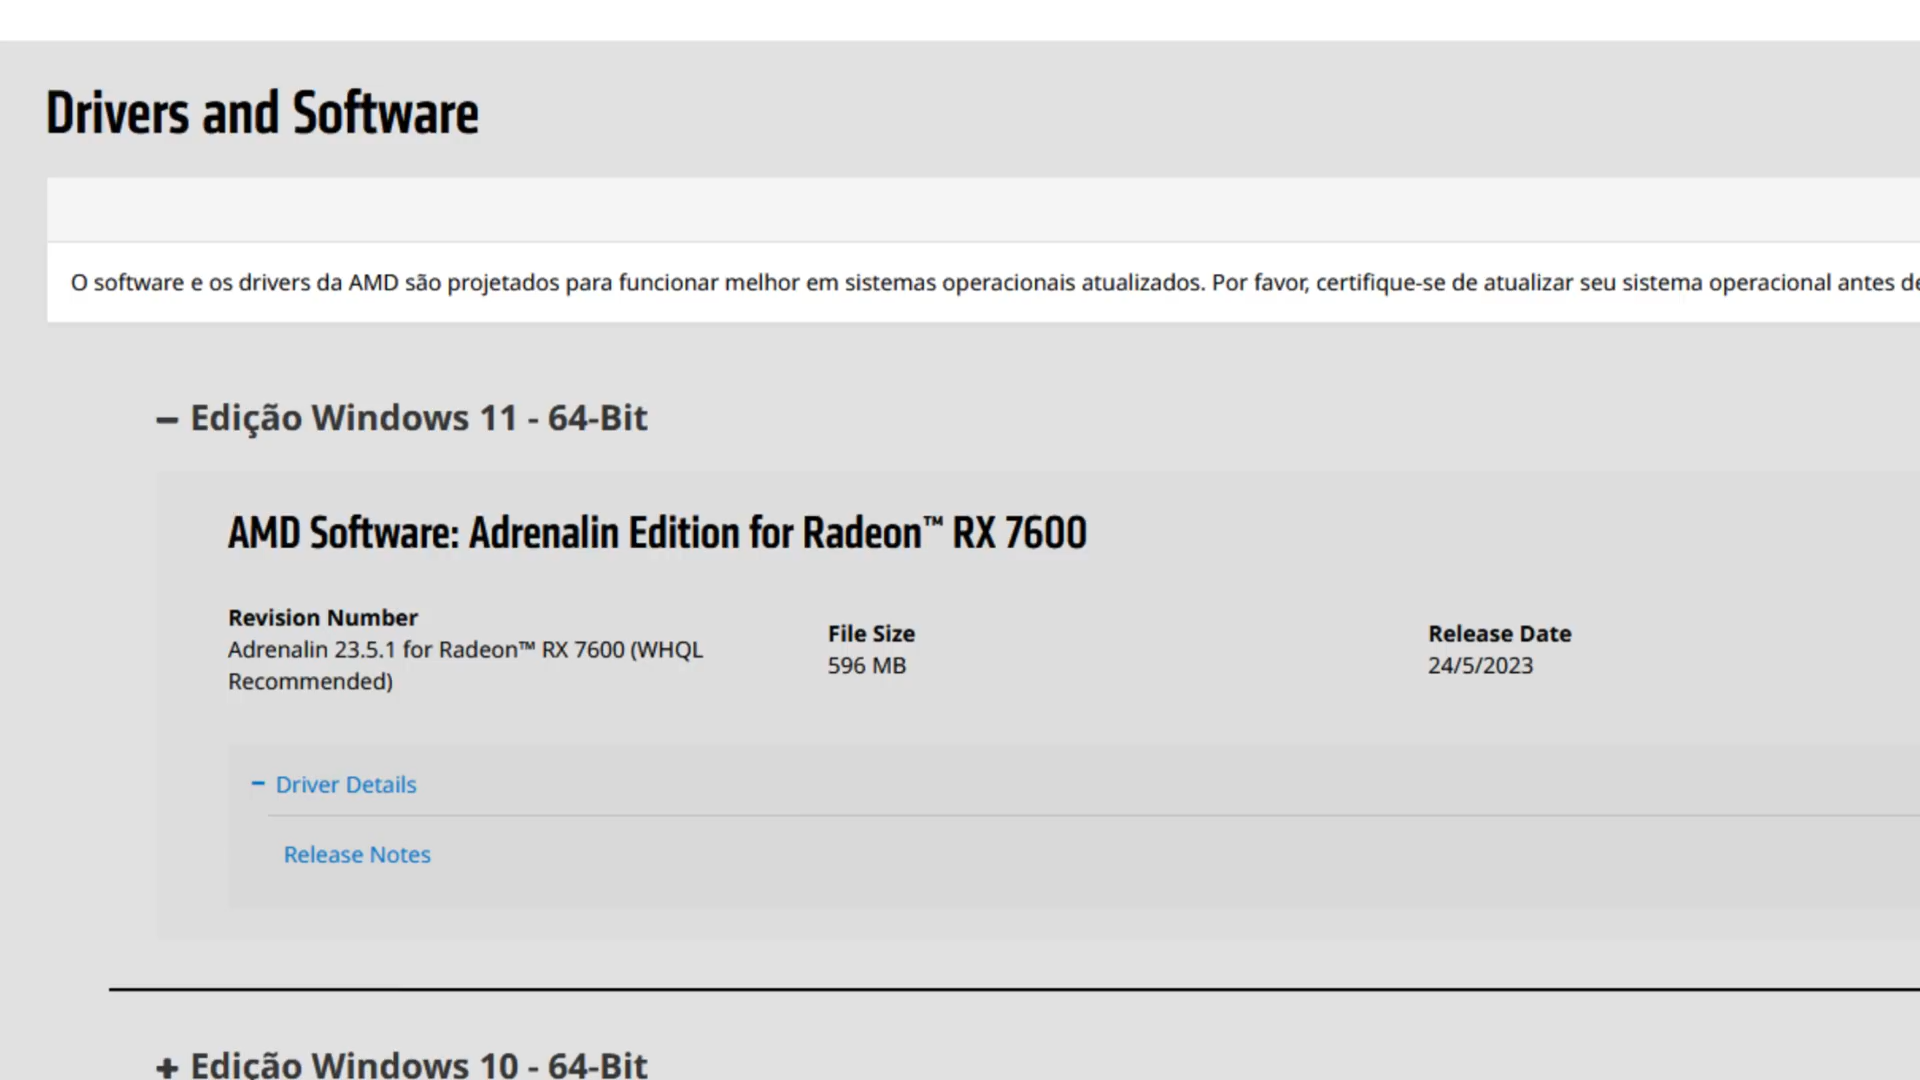 Drivers and Software
O software e os drivers da AMD são projetados para funcionar melhor em sistemas operacionais atualizados. Por favor, certifique-se de atualizar seu sistema operacional antes de
– Edição Windows 11 - 64-Bit
AMD Software: Adrenalin Edition for Radeon™ RX 7600
Revision Number
Adrenalin 23.5.1 for Radeon™ RX 7600 (WHQL
Recommended)
File Size
596 MB
Release Date
24/5/2023
– Driver Details
Release Notes
+ Edição Windows 10 - 64-Bit